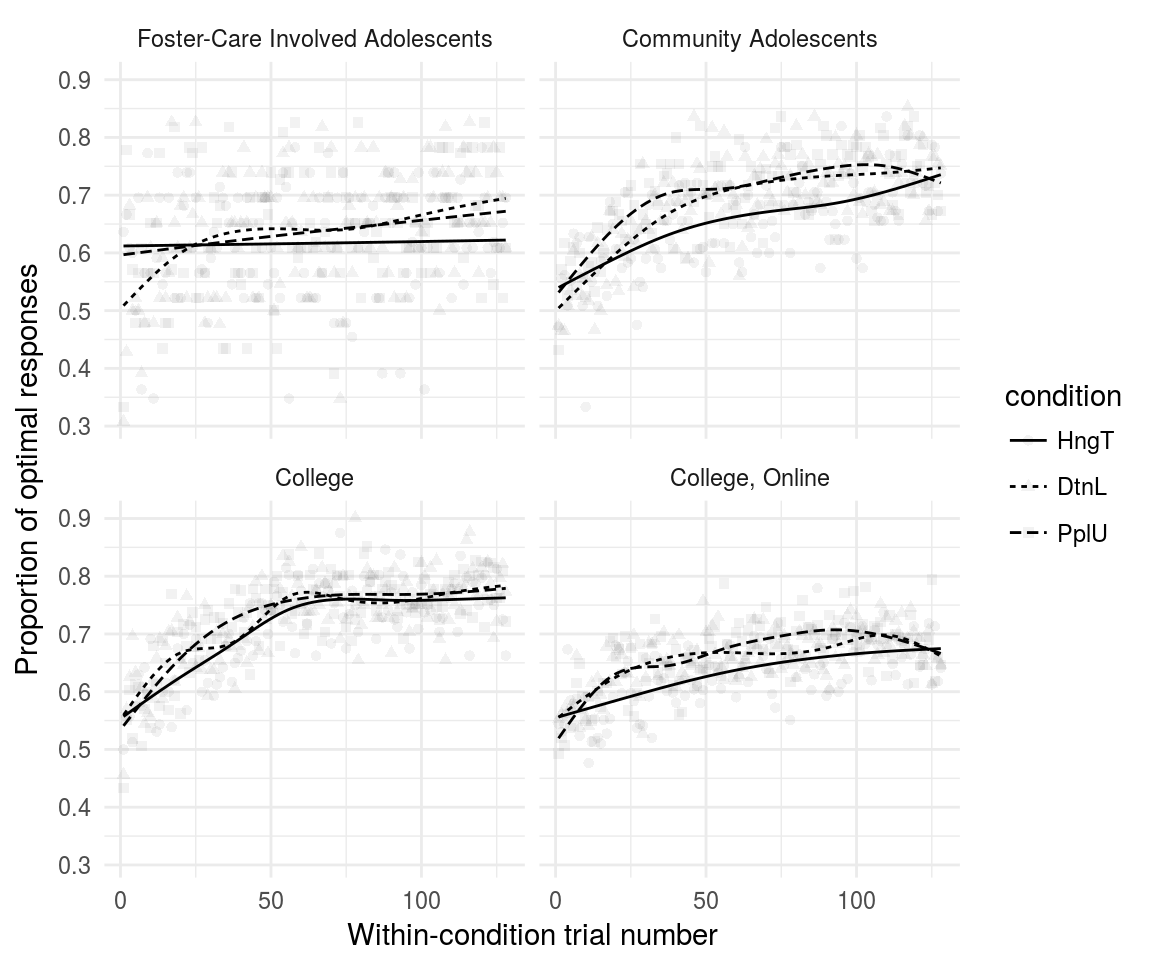 Foster-Care Involved Adolescents
Community Adolescents
0.9
0.8
0.7
0.6
0.5
0.4
0.3
College
College, Online
0.9
0.8
0.7
0.6
0.5
0.4
0.3
0 50 100
0 50 100
Within-condition trial number
Proportion of optimal responses
condition
HngT
DtnL
PplU